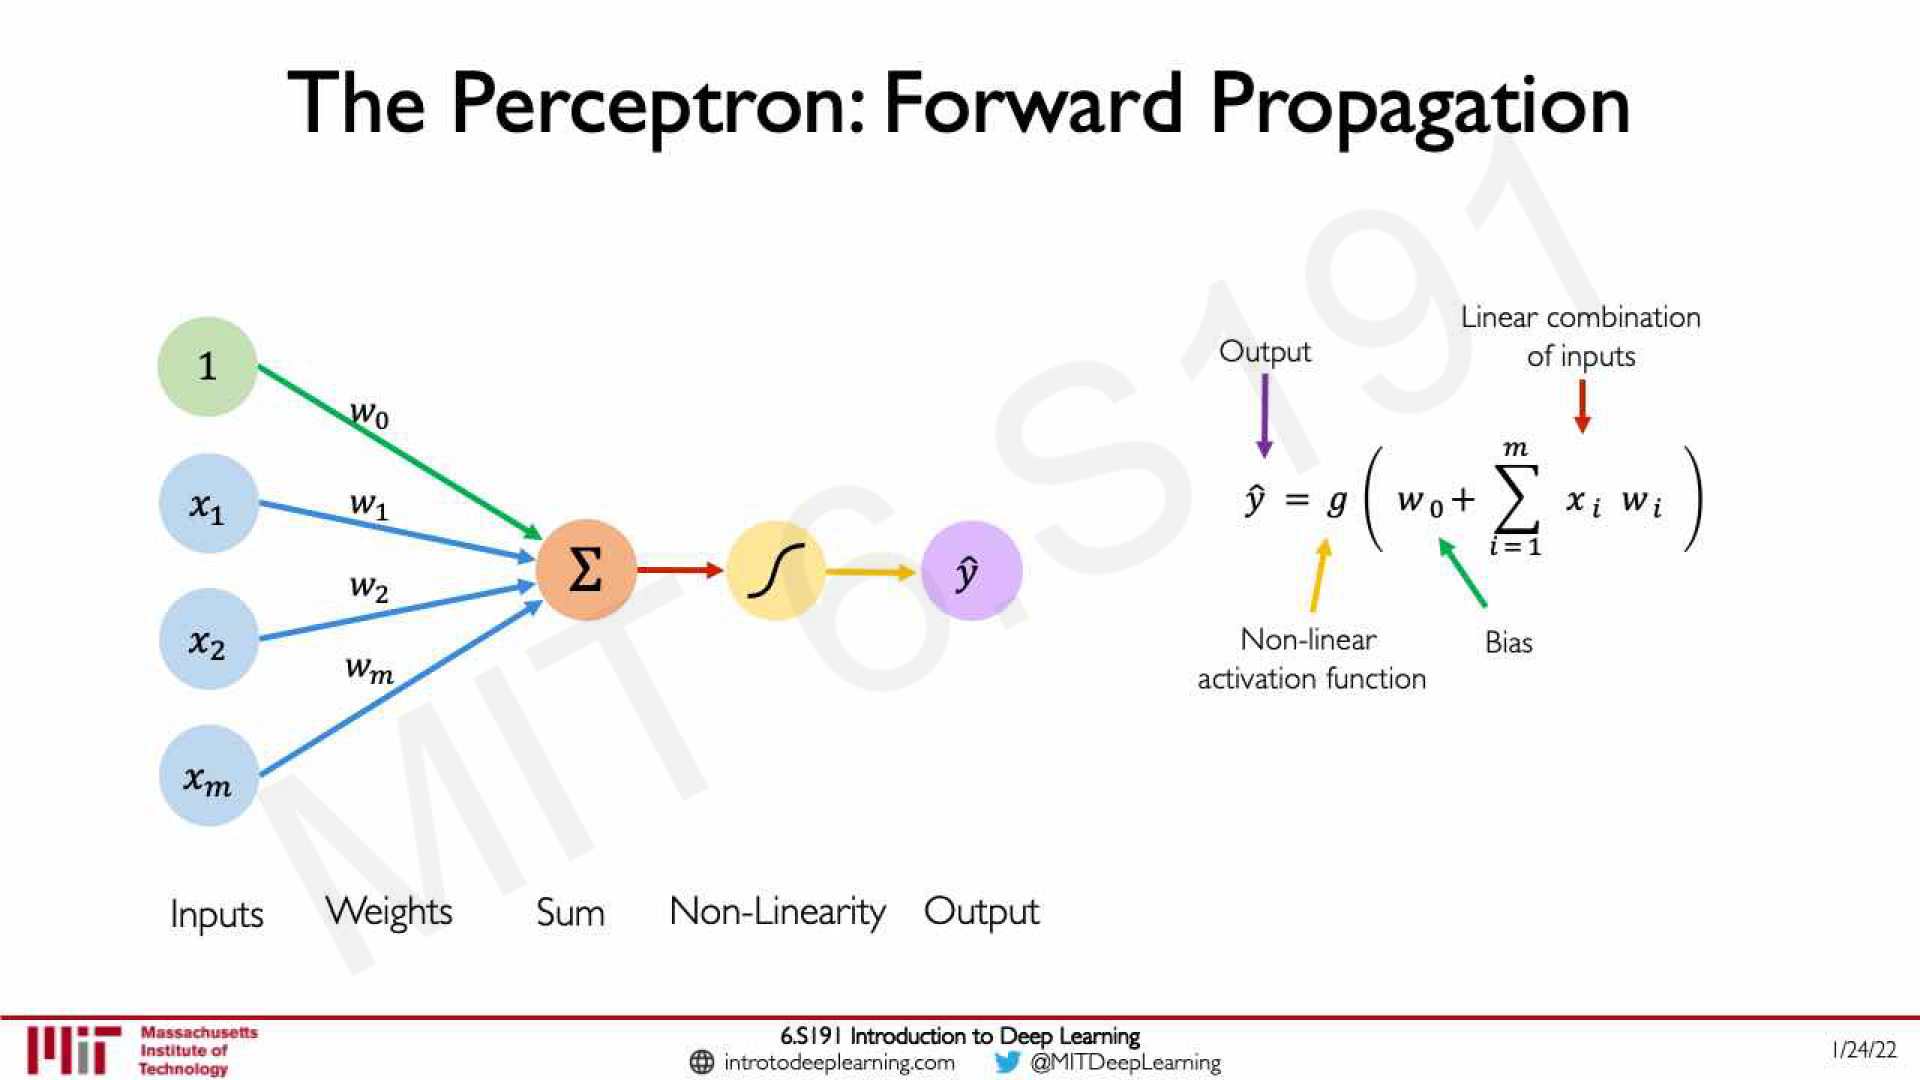 The Perceptron: Forward Propagation
1
x₁
x₂
xₘ
w₀
w₁
w₂
wₘ
Σ
∫
ŷ
Inputs
Weights
Sum
Non-Linearity
Output
Output
Linear combination
of inputs
ŷ = g ( w₀ + ∑ᵢ₌₁ᵐ xᵢ wᵢ )
Non-linear
activation function
Bias
MIT 6.S191
Massachusetts
Institute of
Technology
6.S191 Introduction to Deep Learning
introtodeeplearning.com @MITDeepLearning
1/24/22